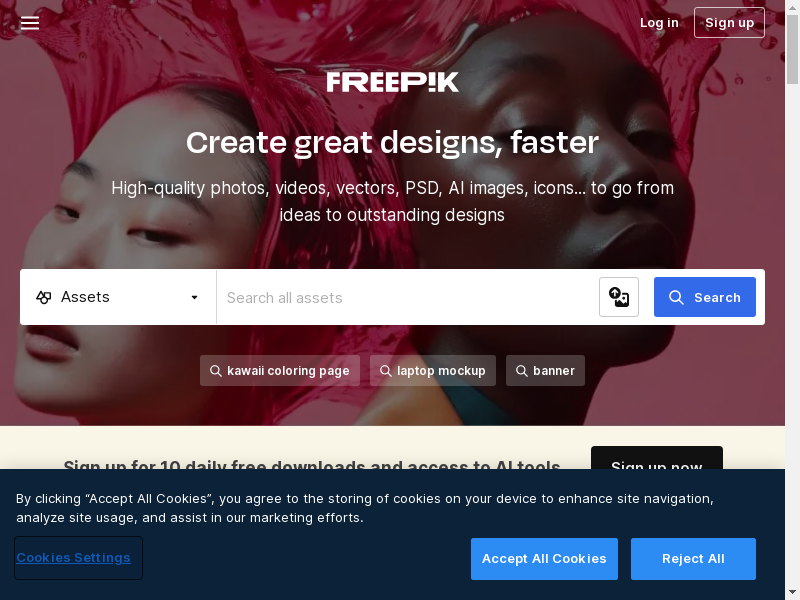 Log in
Sign up
FREEPIK
Create great designs, faster
High-quality photos, videos, vectors, PSD, AI images, icons... to go from
ideas to outstanding designs
Assets
Search all assets
Search
kawaii coloring page
laptop mockup
banner
Sign up for 10 daily free downloads and access to AI tools
Sign up now
By clicking “Accept All Cookies”, you agree to the storing of cookies on your device to enhance site navigation,
analyze site usage, and assist in our marketing efforts.
Cookies Settings
Accept All Cookies
Reject All